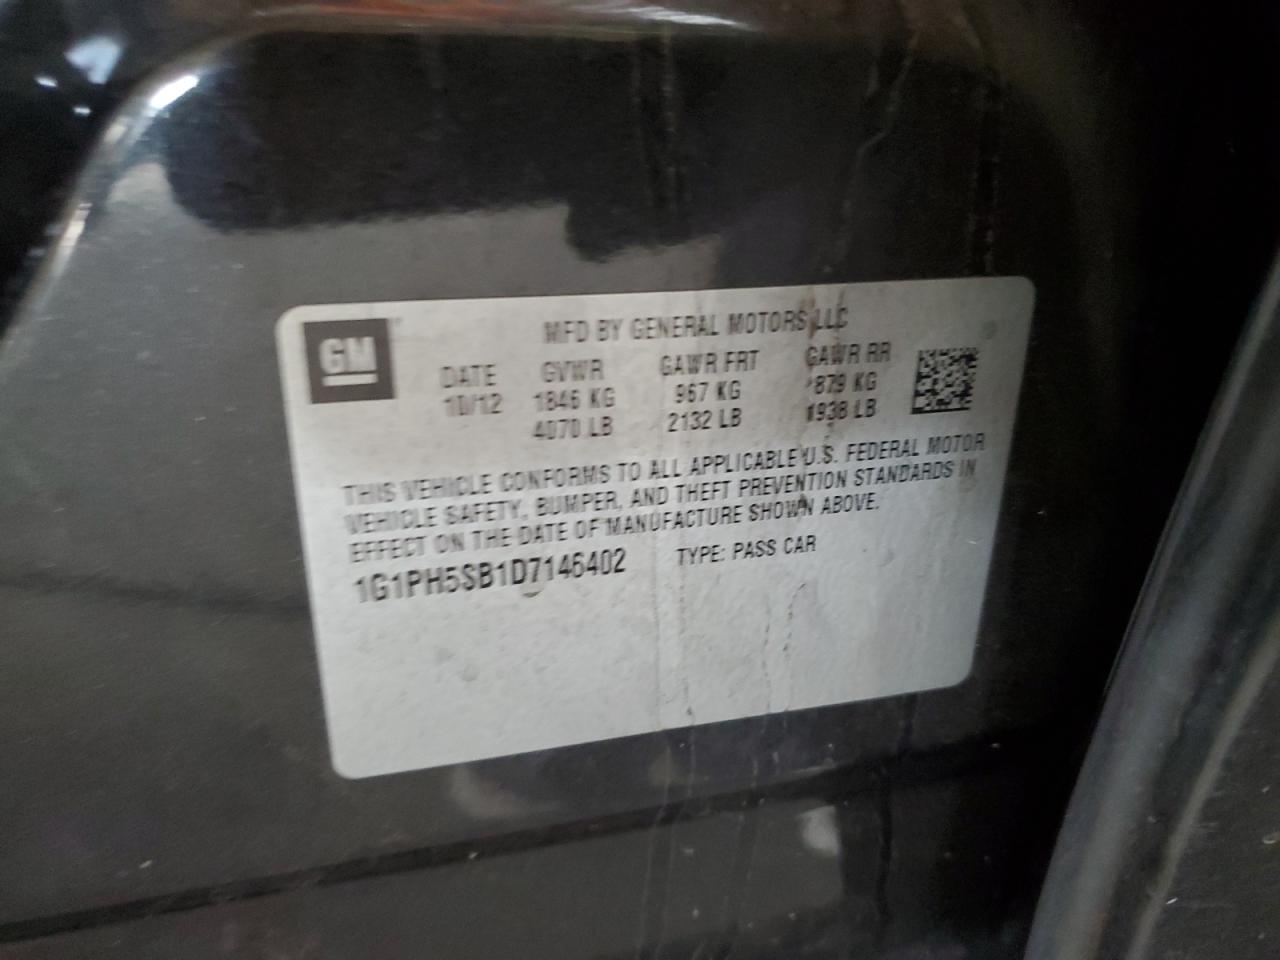 GM
MFD BY GENERAL MOTORS LLC
DATE GVWR GAWR FRT GAWR RR
10/12 1846 KG 967 KG 879 KG
4070 LB 2132 LB 1938 LB
THIS VEHICLE CONFORMS TO ALL APPLICABLE U.S. FEDERAL MOTOR
VEHICLE SAFETY, BUMPER, AND THEFT PREVENTION STANDARDS IN
EFFECT ON THE DATE OF MANUFACTURE SHOWN ABOVE.
1G1PH5SB1D7146402 TYPE: PASS CAR